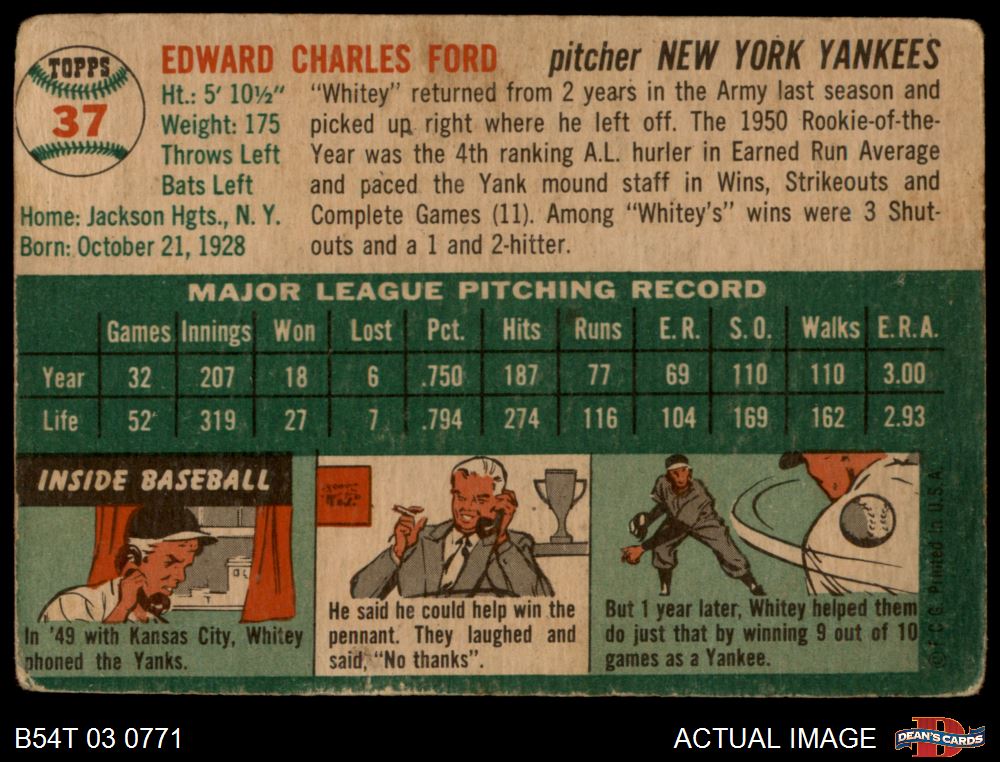 TOPPS
37
EDWARD CHARLES FORD pitcher NEW YORK YANKEES
Ht.: 5' 10½"
Weight: 175
Throws Left
Bats Left
Home: Jackson Hgts., N. Y.
Born: October 21, 1928
"Whitey" returned from 2 years in the Army last season and
picked up right where he left off. The 1950 Rookie-of-the-
Year was the 4th ranking A.L. hurler in Earned Run Average
and paced the Yank mound staff in Wins, Strikeouts and
Complete Games (11). Among "Whitey's" wins were 3 Shut-
outs and a 1 and 2-hitter.
MAJOR LEAGUE PITCHING RECORD
Games Innings Won Lost Pct. Hits Runs E.R. S.O. Walks E.R.A.
Year 32 207 18 6 .750 187 77 69 110 110 3.00
Life 52 319 27 7 .794 274 116 104 169 162 2.93
INSIDE BASEBALL
In '49 with Kansas City, Whitey
phoned the Yanks.
He said he could help win the
pennant. They laughed and
said, "No thanks".
But 1 year later, Whitey helped them
do just that by winning 9 out of 10
games as a Yankee.
Printed in U.S.A.
B54T 03 0771
ACTUAL IMAGE
D
DEAN'S CARDS